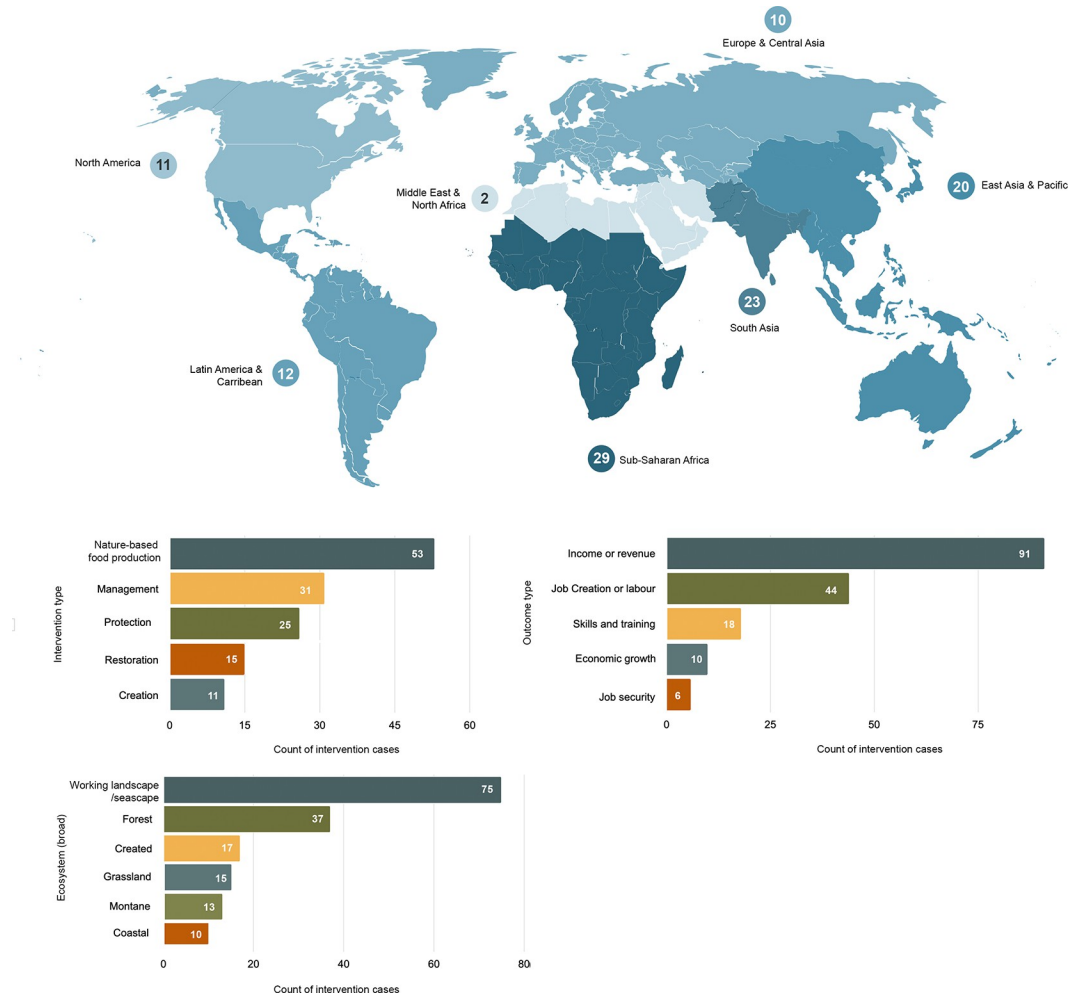 10
Europe & Central Asia
North America
11
Middle East &
North Africa
2
20
East Asia & Pacific
23
South Asia
Latin America &
Carribean
12
29
Sub-Saharan Africa
Intervention type
Nature-based
food production
53
Management
31
Protection
25
Restoration
15
Creation
11
0
15
30
45
60
Count of intervention cases
Outcome type
Income or revenue
91
Job Creation or labour
44
Skills and training
18
Economic growth
10
Job security
6
0
25
50
75
Count of intervention cases
Ecosystem (broad)
Working landscape
/seascape
75
Forest
37
Created
17
Grassland
15
Montane
13
Coastal
10
0
20
40
60
80
Count of intervention cases